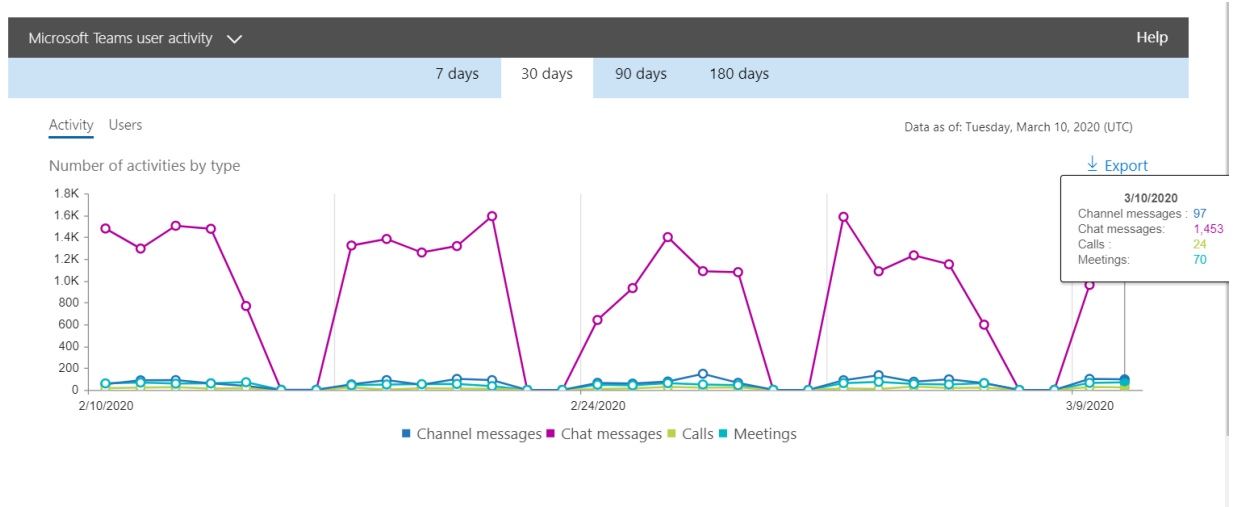 Microsoft Teams user activity
Help
7 days 30 days 90 days 180 days
Activity Users
Data as of: Tuesday, March 10, 2020 (UTC)
Number of activities by type
Export
1.8K
1.6K
1.4K
1.2K
1.0K
800
600
400
200
0
3/10/2020
Channel messages : 97
Chat messages: 1,453
Calls : 24
Meetings: 70
2/10/2020 2/24/2020 3/9/2020
Channel messages Chat messages Calls Meetings